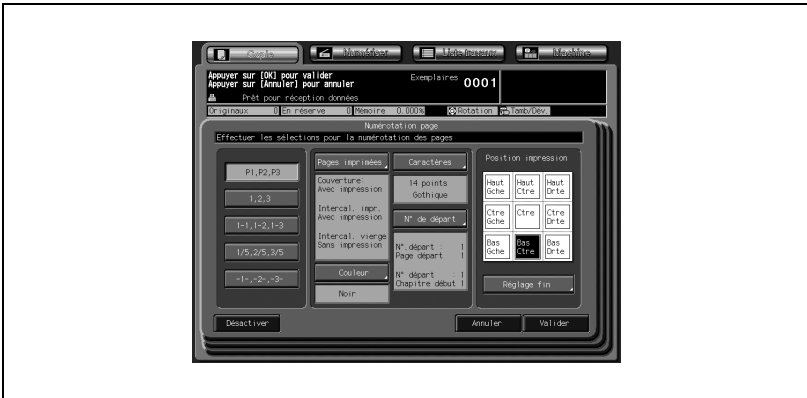 Copie Numériser Liste travaux Machine
Appuyer sur [OK] pour valider
Appuyer sur [Annuler] pour annuler
Exemplaires 0001
Prêt pour réception données
Originaux 0 En réserve 0 Mémoire 0.000% Rotation Tamb/Dév.
Numérotation page
Effectuer les sélections pour la numérotation des pages
P1,P2,P3
1,2,3
1-1,1-2,1-3
1/5,2/5,3/5
-1-,-2-,-3-
Pages imprimées
Couverture:
Avec impression
Intercal. impr.
Avec impression
Intercal. vierge
Sans impression
Couleur
Noir
Caractères
14 points
Gothique
N° de départ
N°.départ : 1
Page départ 1
N° départ : 1
Chapitre début 1
Position impression
Haut Gche
Haut Ctre
Haut Drte
Ctre Gche
Ctre
Ctre Drte
Bas Gche
Bas Ctre
Bas Drte
Réglage fin
Désactiver Annuler Valider